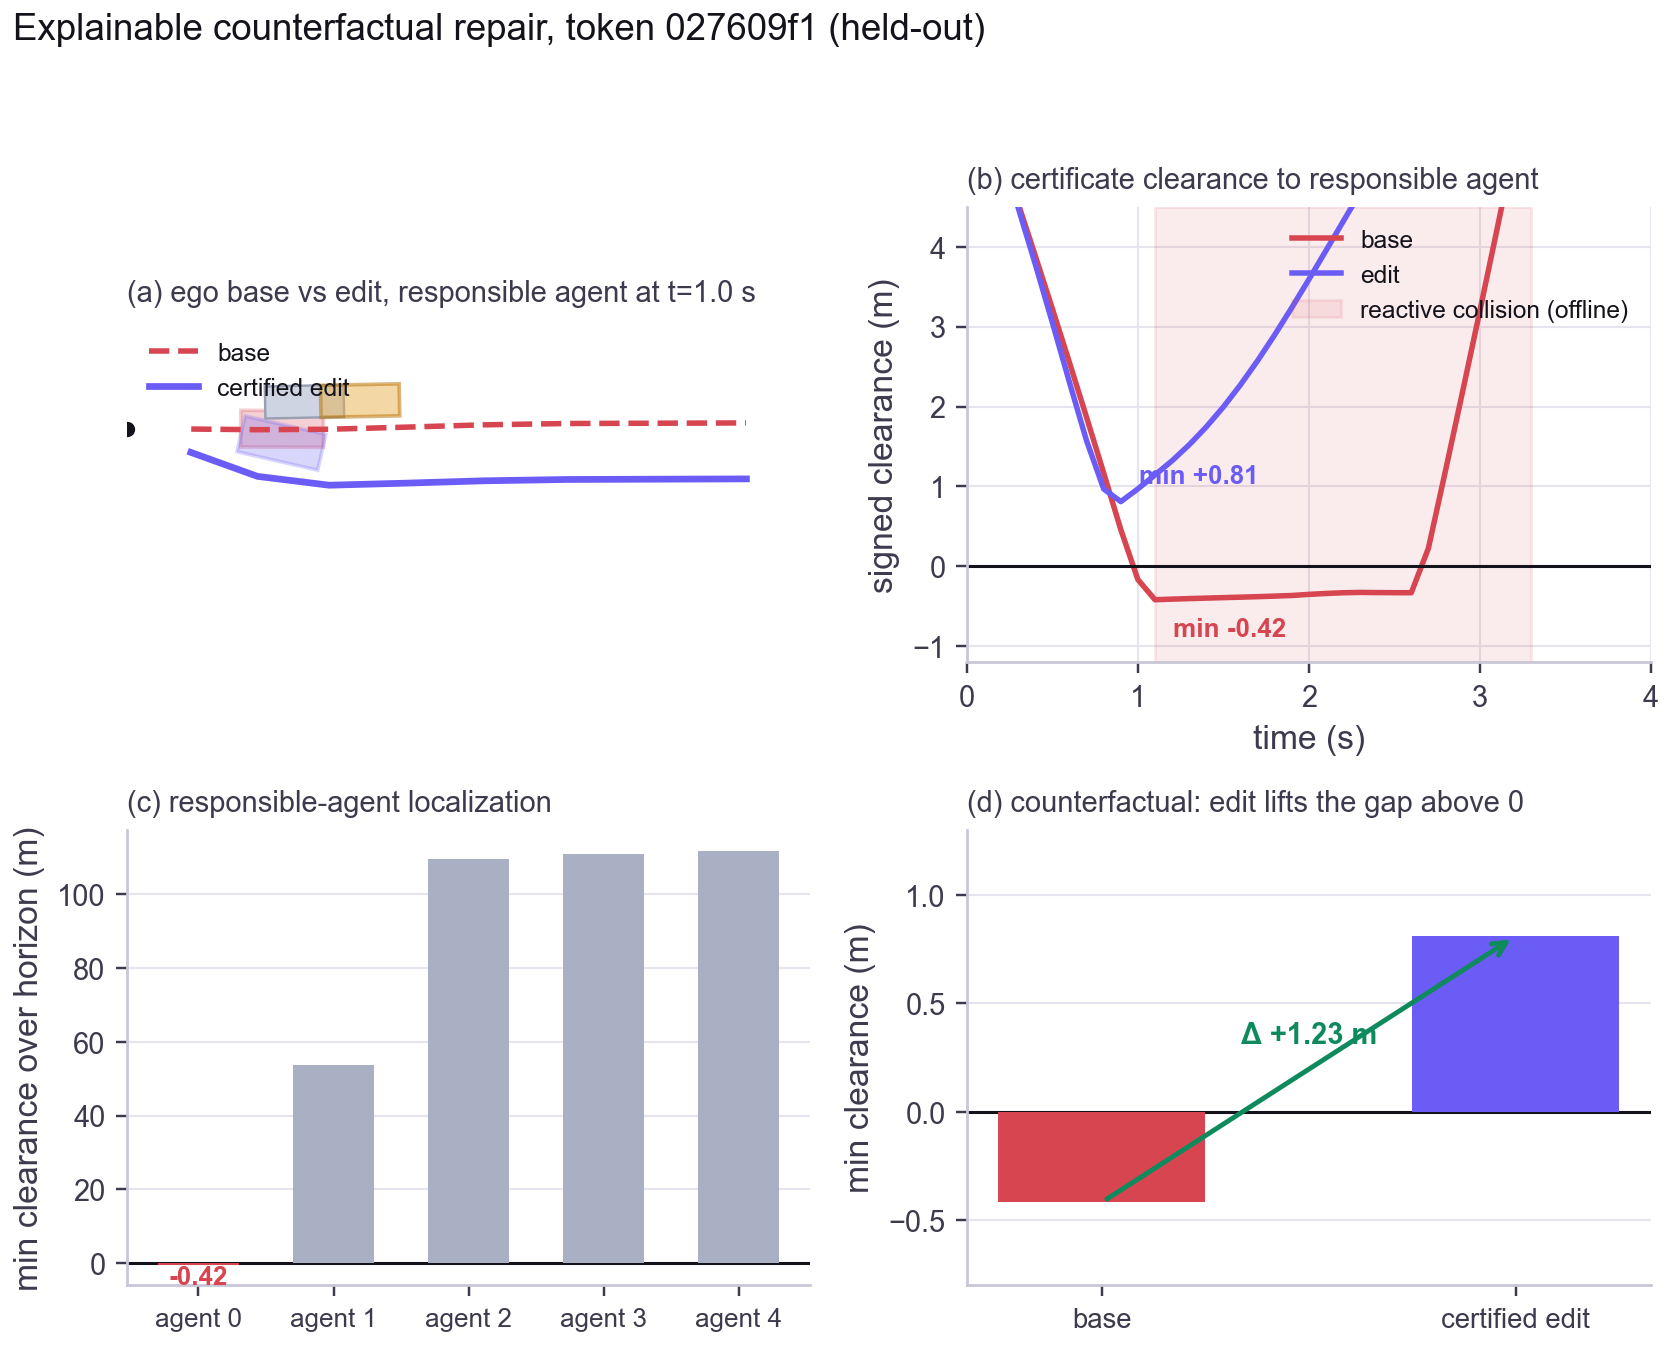 Explainable counterfactual repair, token 027609f1 (held-out)
(a) ego base vs edit, responsible agent at t=1.0 s
base
certified edit
(b) certificate clearance to responsible agent
signed clearance (m)
4
3
2
1
0
−1
base
edit
reactive collision (offline)
min +0.81
min -0.42
0
1
2
3
4
time (s)
(c) responsible-agent localization
min clearance over horizon (m)
100
80
60
40
20
0
-0.42
agent 0
agent 1
agent 2
agent 3
agent 4
(d) counterfactual: edit lifts the gap above 0
min clearance (m)
1.0
0.5
0.0
−0.5
Δ +1.23 m
base
certified edit